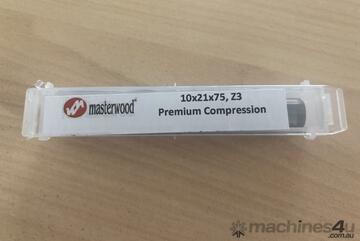 masterwood
10x21x75, Z3
Premium Compression
machines4u
.com.au